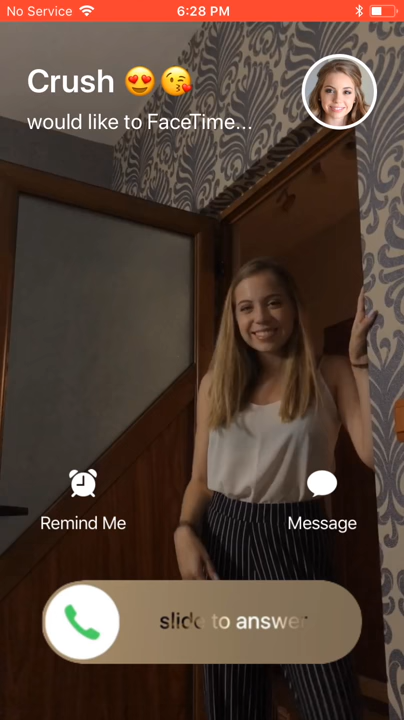 No Service 6:28 PM
Crush 😍😘
would like to FaceTime...
Remind Me Message
slide to answer